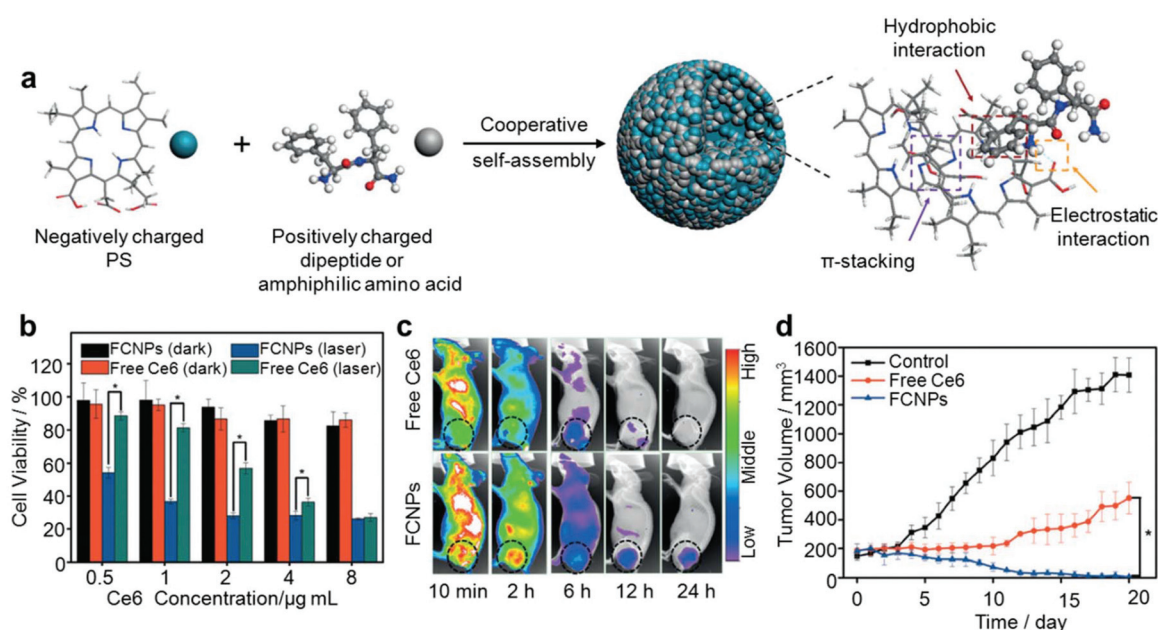 a
+
Negatively charged
PS
Positively charged
dipeptide or
amphiphilic amino acid
Cooperative
self-assembly
Hydrophobic
interaction
π-stacking
Electrostatic
interaction
b
FCNPs (dark)
FCNPs (laser)
Free Ce6 (dark)
Free Ce6 (laser)
Cell Viability / %
120
100
80
60
40
20
0
*
*
*
*
0.5
1
2
4
8
Ce6 Concentration/µg mL
c
Free Ce6
FCNPs
High
Middle
Low
10 min
2 h
6 h
12 h
24 h
d
Control
Free Ce6
FCNPs
Tumor Volume / mm³
1600
1400
1200
1000
800
600
400
200
0
*
0
5
10
15
20
Time / day